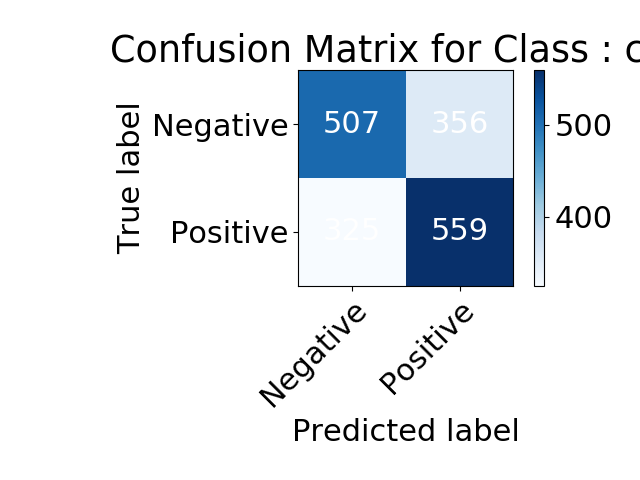 Confusion Matrix for Class : c
True label
Negative 507 356 500
Positive 325 559 400
Negative Positive
Predicted label